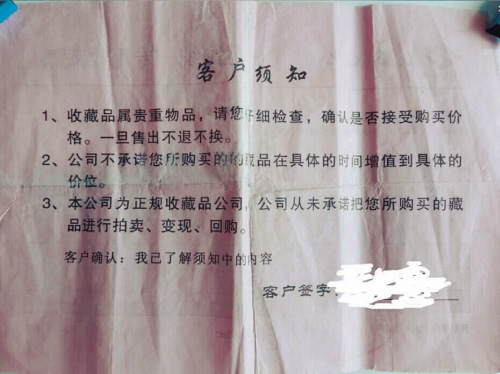 客户须知
1、收藏品属贵重物品，请您仔细检查，确认是否接受购买价
格。一旦售出不退不换。
2、公司不承诺您所购买的的藏品在具体的时间增值到具体的
价位。
3、本公司为正规收藏品公司，公司从未承诺把您所购买的藏
品进行拍卖、变现、回购。
客户确认：我已了解须知中的内容
客户签字：